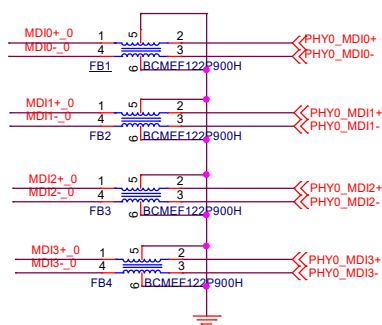 MDI0+_0 1 5 2 PHY0_MDI0+
MDI0-_0 4 3 PHY0_MDI0-
FB1 6 BCMEF122P900H
MDI1+_0 1 5 2 PHY0_MDI1+
MDI1-_0 4 3 PHY0_MDI1-
FB2 6 BCMEF122P900H
MDI2+_0 1 5 2 PHY0_MDI2+
MDI2-_0 4 3 PHY0_MDI2-
FB3 6 BCMEF122P900H
MDI3+_0 1 5 2 PHY0_MDI3+
MDI3-_0 4 3 PHY0_MDI3-
FB4 6 BCMEF122P900H